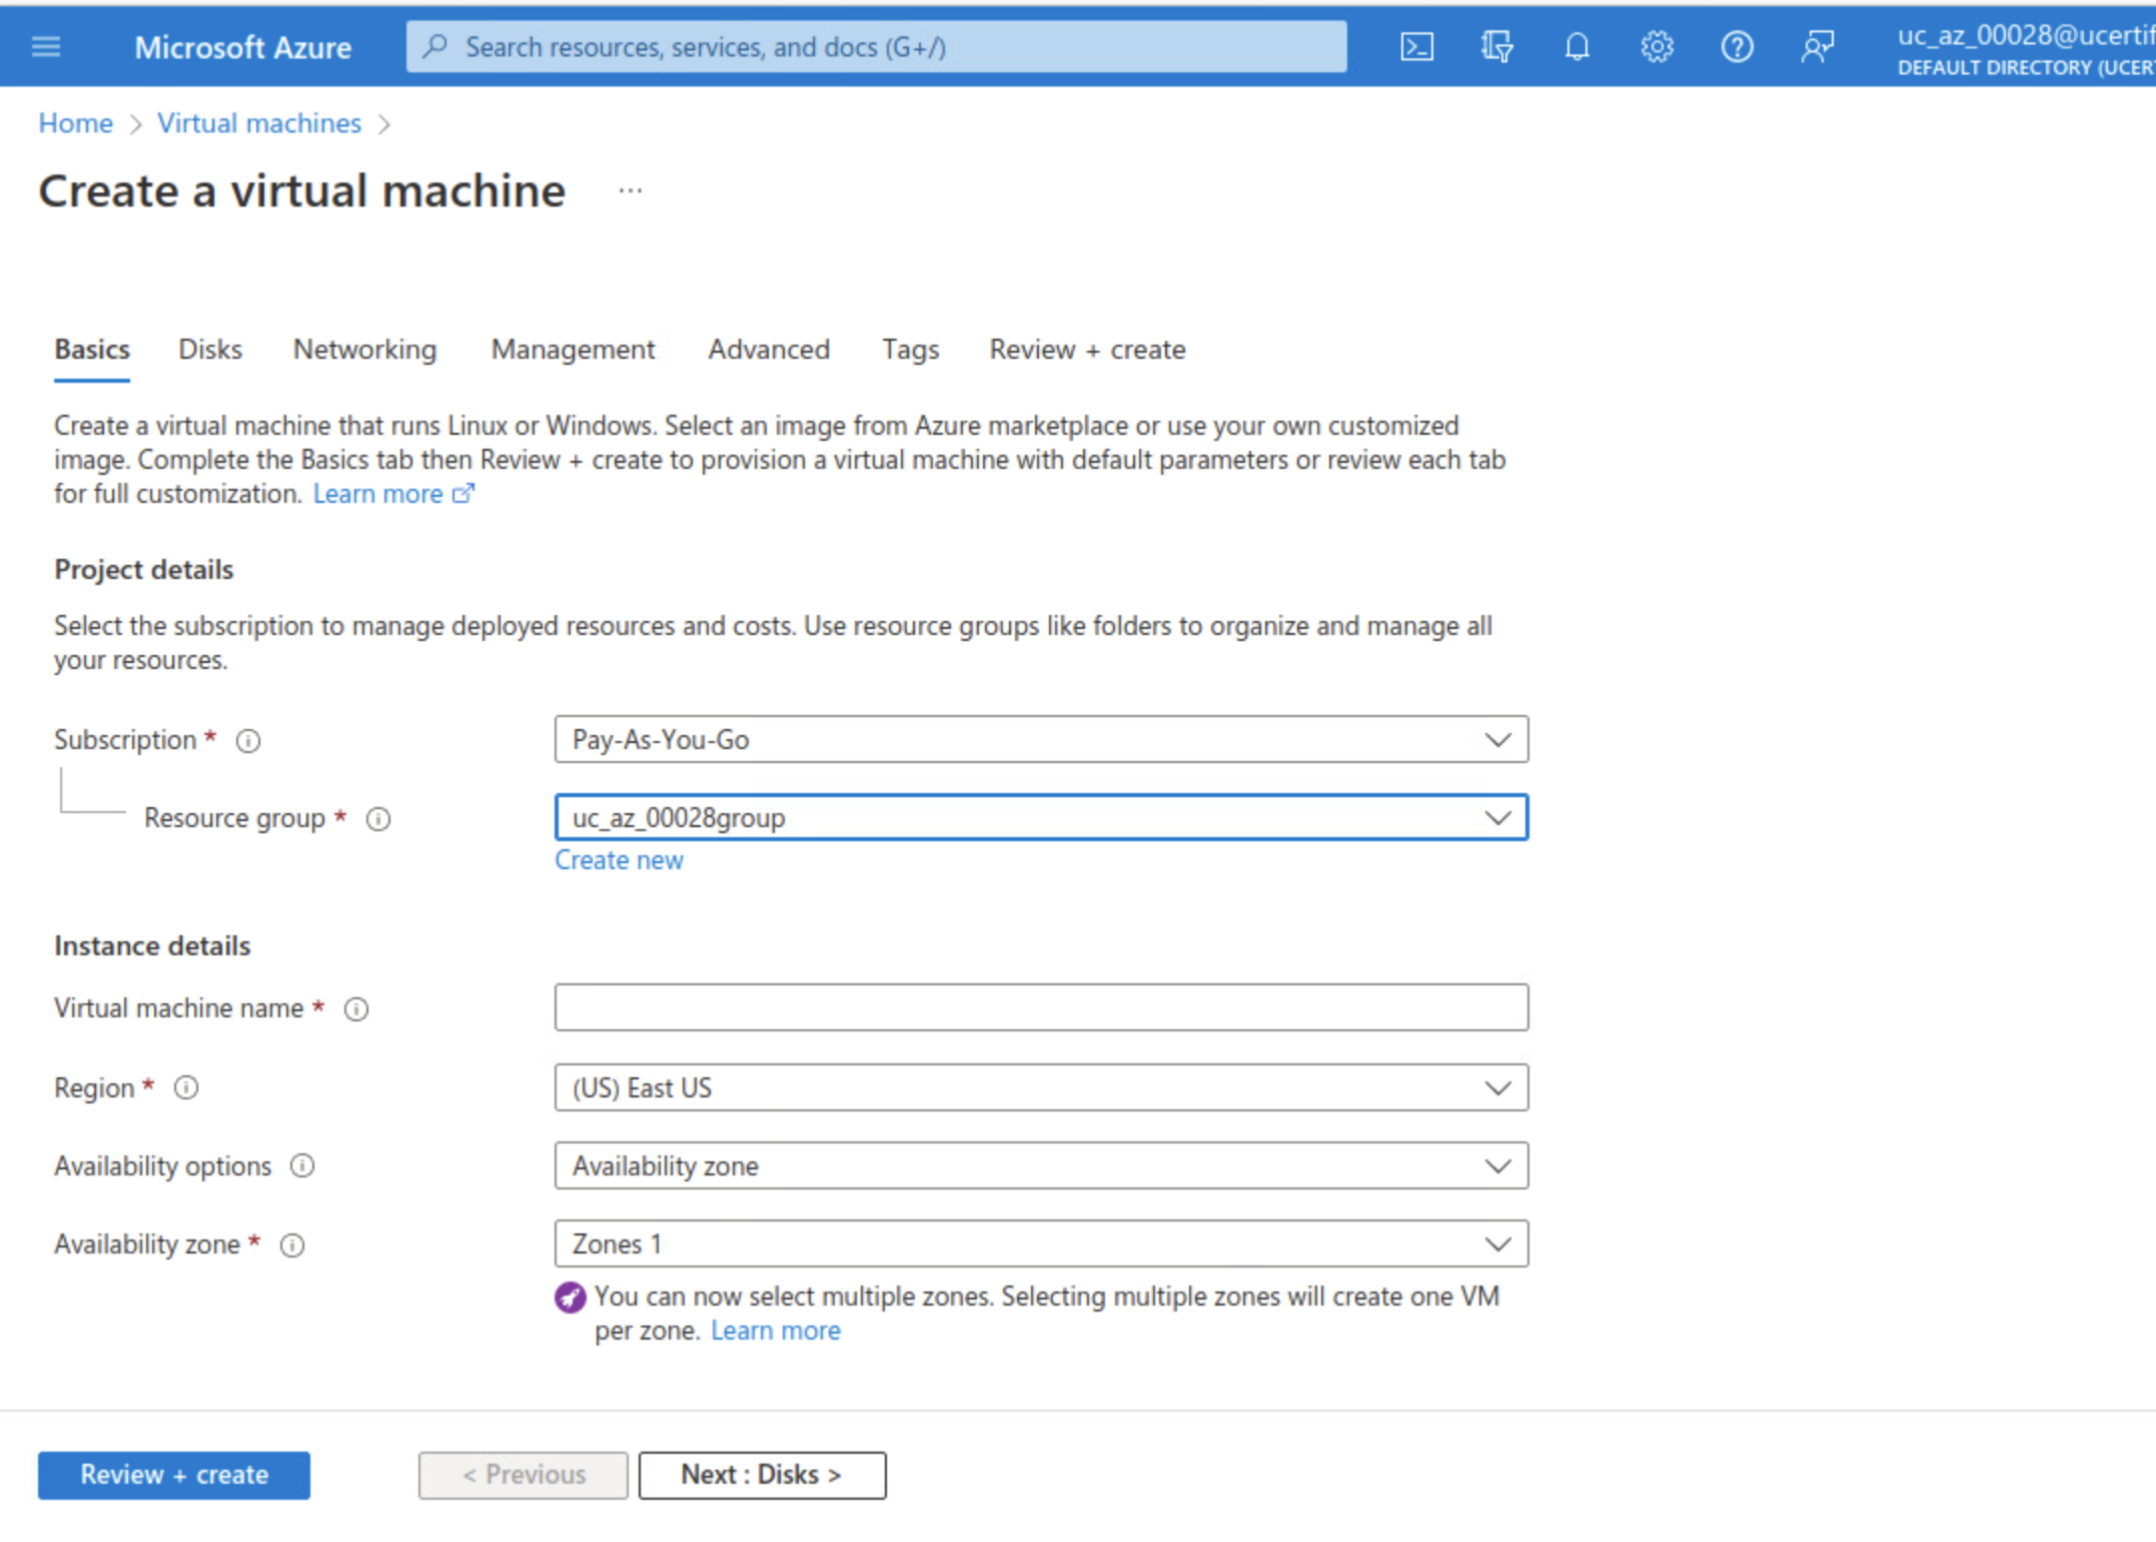 Microsoft Azure
Search resources, services, and docs (G+/)
uc_az_00028@ucertif
DEFAULT DIRECTORY (UCER
Home > Virtual machines >
Create a virtual machine ...
Basics Disks Networking Management Advanced Tags Review + create
Create a virtual machine that runs Linux or Windows. Select an image from Azure marketplace or use your own customized
image. Complete the Basics tab then Review + create to provision a virtual machine with default parameters or review each tab
for full customization. Learn more
Project details
Select the subscription to manage deployed resources and costs. Use resource groups like folders to organize and manage all
your resources.
Subscription * Pay-As-You-Go
Resource group * uc_az_00028group
Create new
Instance details
Virtual machine name *
Region * (US) East US
Availability options Availability zone
Availability zone * Zones 1
You can now select multiple zones. Selecting multiple zones will create one VM
per zone. Learn more
Review + create < Previous Next : Disks >